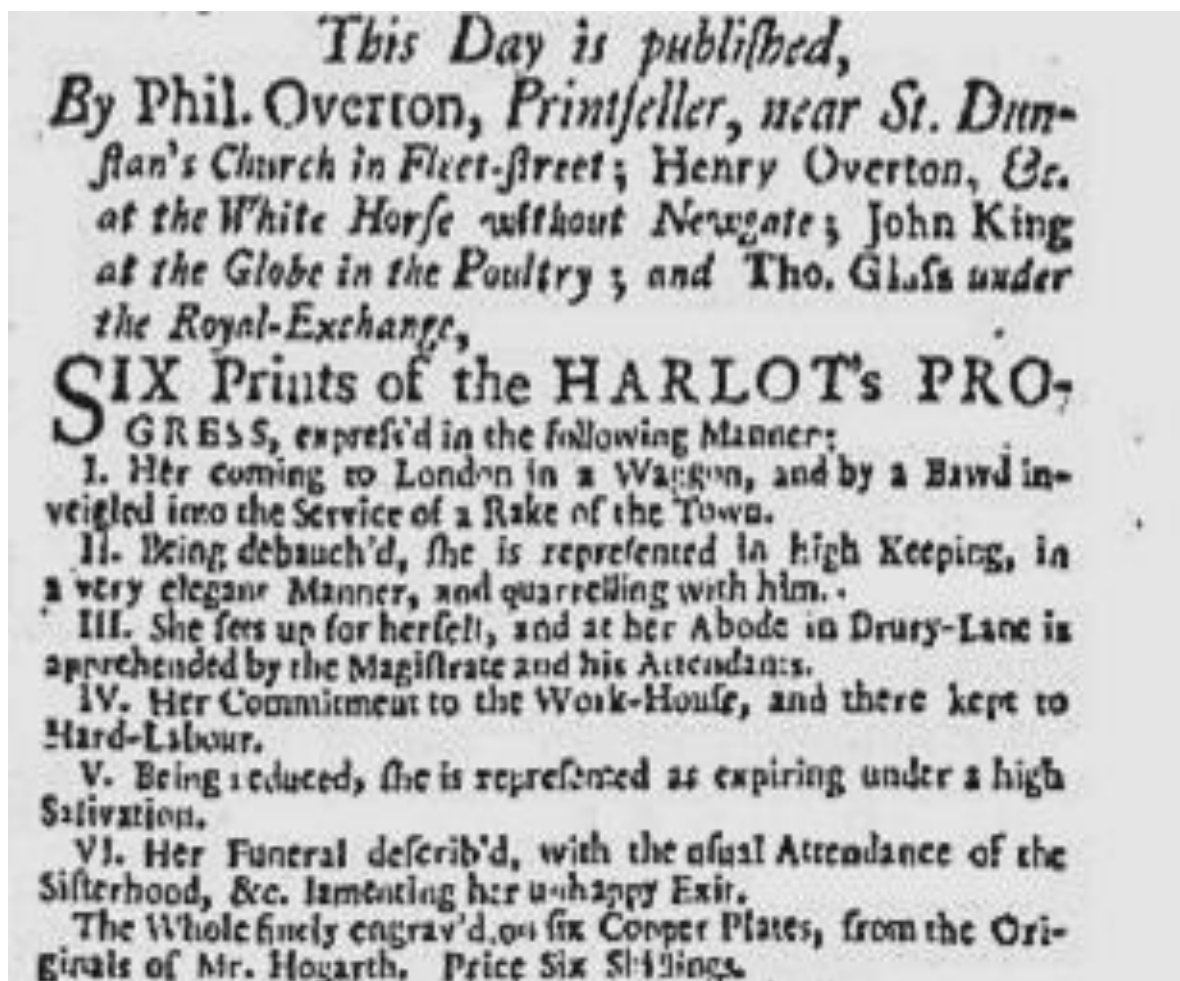 This Day is publiſhed,
By Phil. Overton, Printſeller, near St. Dun-
ſtan's Church in Fleet-ſtreet; Henry Overton, &c.
at the White Horſe without Newgate; John King
at the Globe in the Poultry; and Tho. Glaſs under
the Royal-Exchange,
SIX Prints of the HARLOT's PRO-
GRESS, expreſs'd in the following Manner:
I. Her coming to London in a Waggon, and by a Bawd in-
veigled into the Service of a Rake of the Town.
II. Being debauch'd, ſhe is repreſented in high Keeping, in
a very elegant Manner, and quarrelling with him.
III. She ſets up for herſelf, and at her Abode in Drury-Lane is
apprehended by the Magiſtrate and his Attendants.
IV. Her Commitment to the Work-Houſe, and there kept to
Hard-Labour.
V. Being reduced, ſhe is repreſented as expiring under a high
Salivation.
VI. Her Funeral deſcrib'd, with the uſual Attendance of the
Siſterhood, &c. lamenting her unhappy Exit.
The Whole finely engrav'd on ſix Copper Plates, from the Ori-
ginals of Mr. Hogarth. Price Six Shillings.